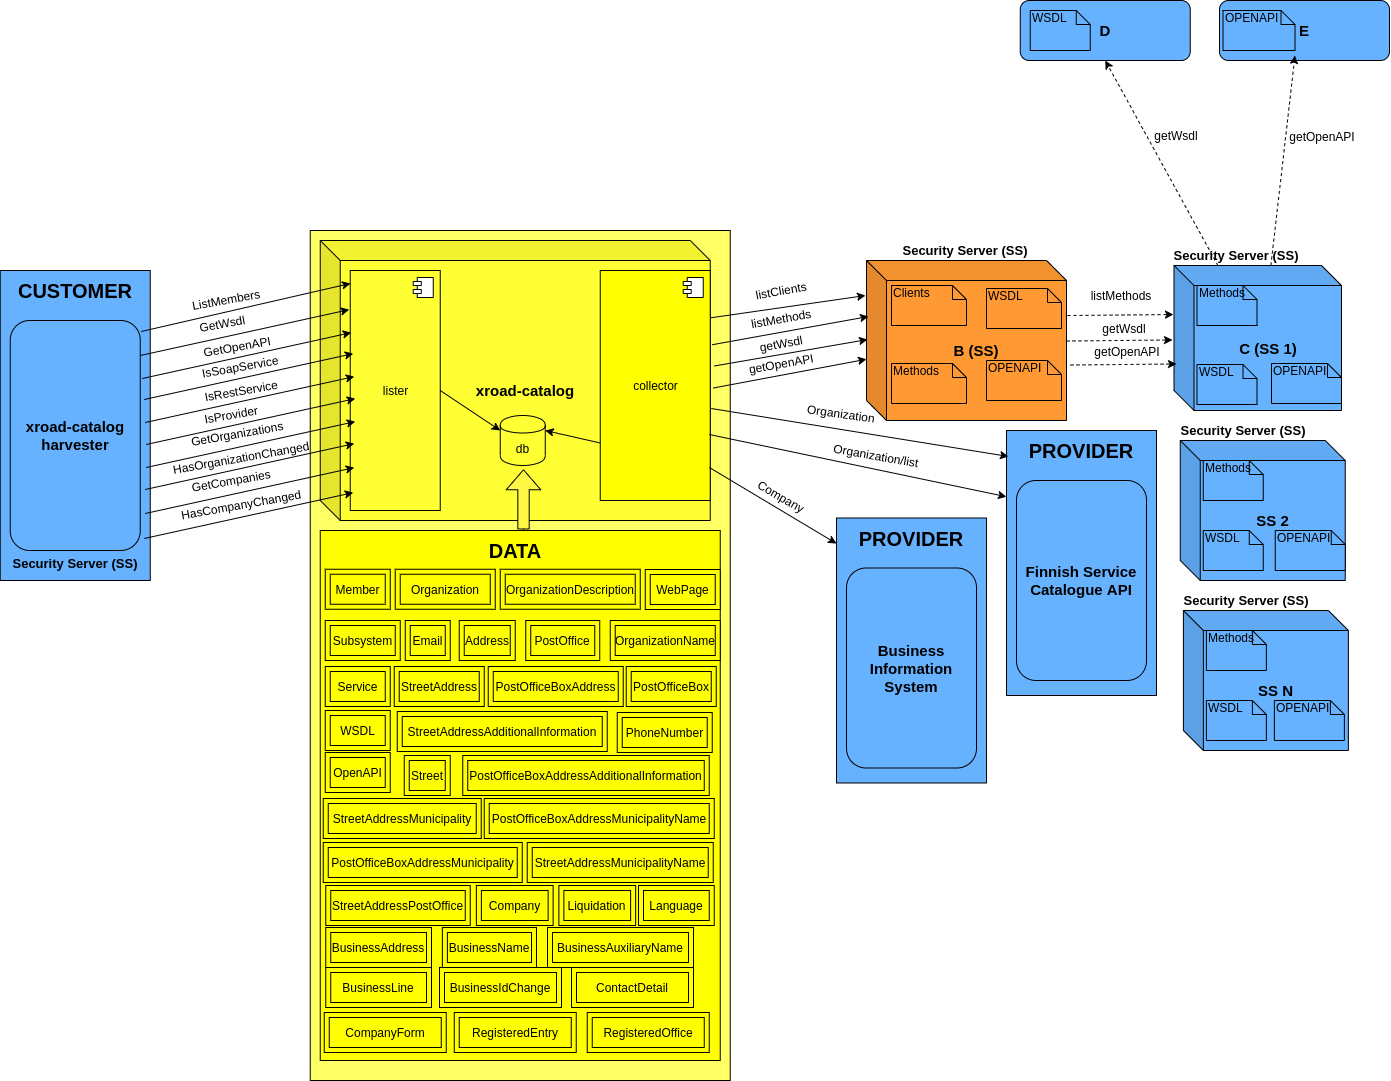 WSDL
D
OPENAPI
E
getWsdl
getOpenAPI
Security Server (SS)
Clients
WSDL
B (SS)
Methods
OPENAPI
listMethods
getWsdl
getOpenAPI
Security Server (SS)
Methods
C (SS 1)
WSDL
OPENAPI
CUSTOMER
xroad-catalog
harvester
Security Server (SS)
ListMembers
GetWsdl
GetOpenAPI
IsSoapService
IsRestService
IsProvider
GetOrganizations
HasOrganizationChanged
GetCompanies
HasCompanyChanged
lister
xroad-catalog
db
collector
listClients
listMethods
getWsdl
getOpenAPI
Organization
Organization/list
Company
PROVIDER
Finnish Service
Catalogue API
PROVIDER
Business
Information
System
Security Server (SS)
Methods
SS 2
WSDL
OPENAPI
Security Server (SS)
Methods
SS N
WSDL
OPENAPI
DATA
Member
Organization
OrganizationDescription
WebPage
Subsystem
Email
Address
PostOffice
OrganizationName
Service
StreetAddress
PostOfficeBoxAddress
PostOfficeBox
WSDL
StreetAddressAdditionalInformation
PhoneNumber
OpenAPI
Street
PostOfficeBoxAddressAdditionalInformation
StreetAddressMunicipality
PostOfficeBoxAddressMunicipalityName
PostOfficeBoxAddressMunicipality
StreetAddressMunicipalityName
StreetAddressPostOffice
Company
Liquidation
Language
BusinessAddress
BusinessName
BusinessAuxiliaryName
BusinessLine
BusinessIdChange
ContactDetail
CompanyForm
RegisteredEntry
RegisteredOffice